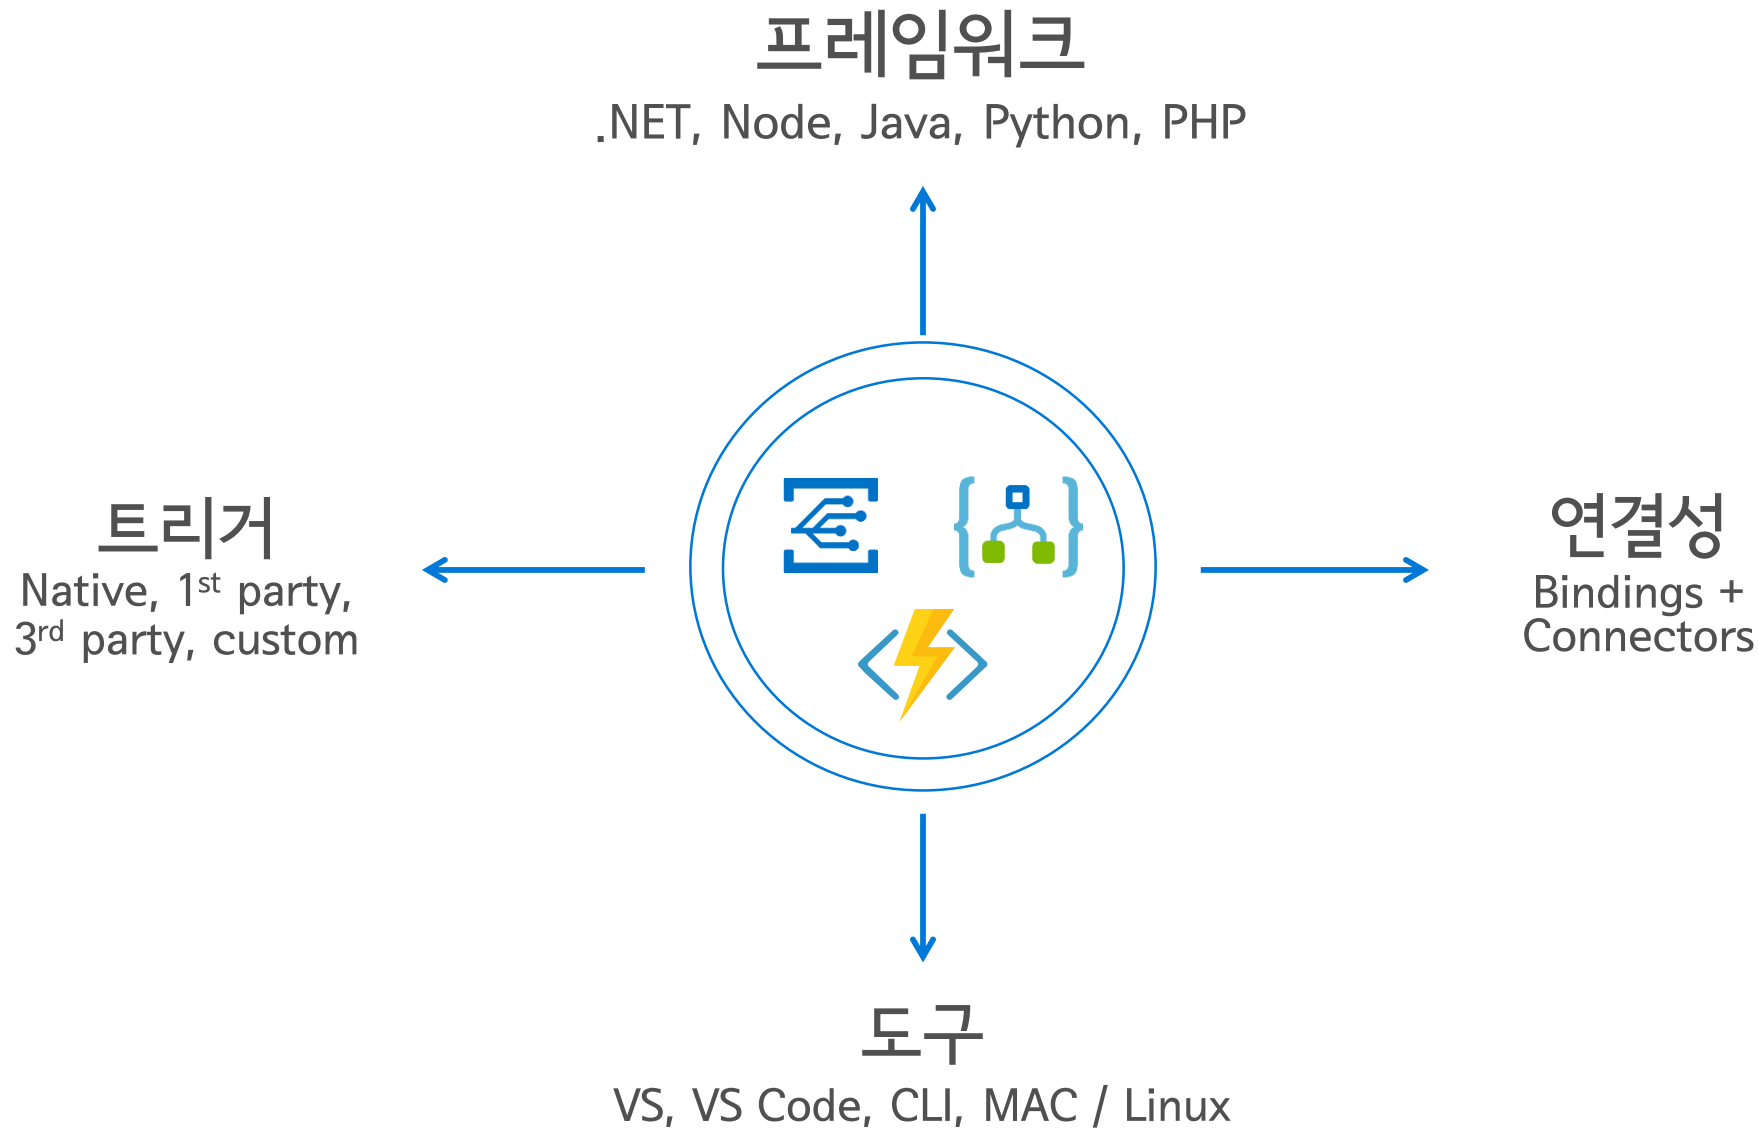 프레임워크
.NET, Node, Java, Python, PHP
트리거
Native, 1st party,
3rd party, custom
연결성
Bindings +
Connectors
도구
VS, VS Code, CLI, MAC / Linux